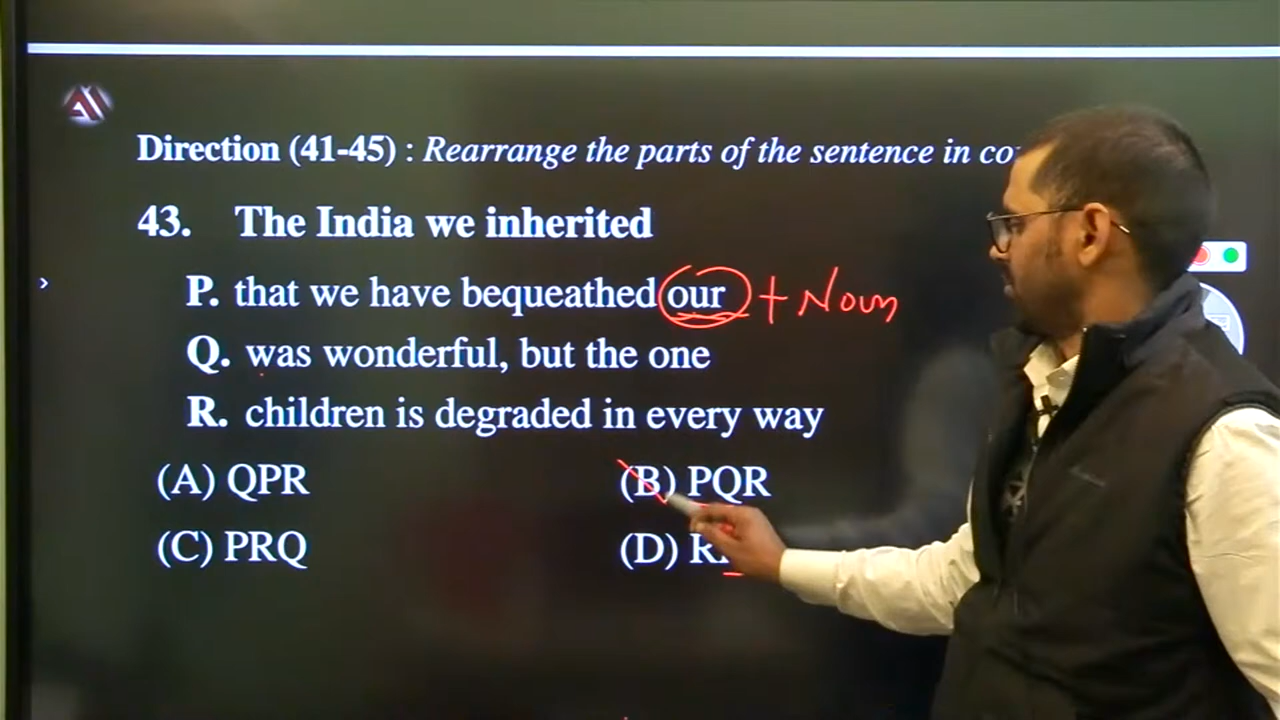 Direction (41-45) : Rearrange the parts of the sentence in
43. The India we inherited
P. that we have bequeathed our + Noun
Q. was wonderful, but the one
R. children is degraded in every way
(A) QPR (B) PQR
(C) PRQ (D)